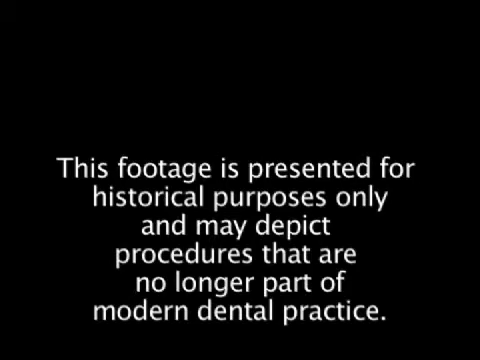 This footage is presented for
historical purposes only
and may depict
procedures that are
no longer part of
modern dental practice.